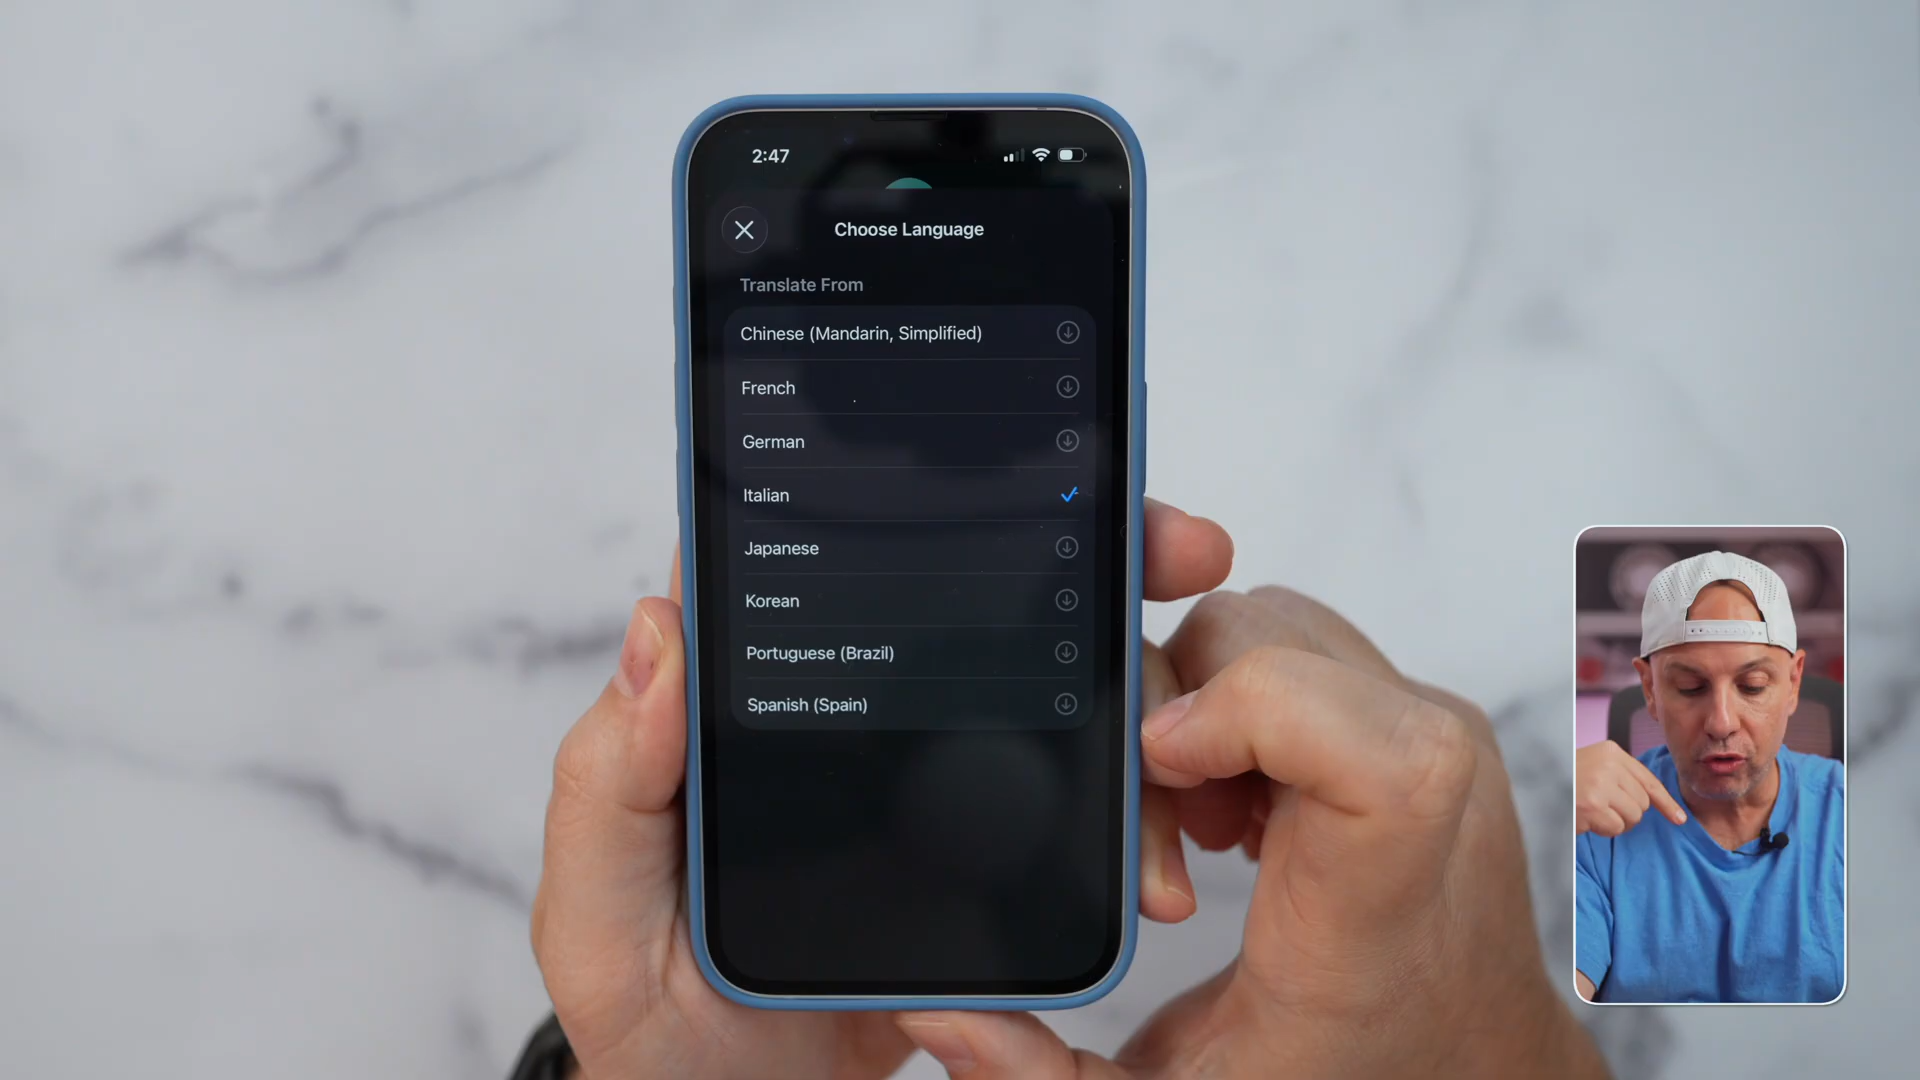 2:47
Choose Language
Translate From
Chinese (Mandarin, Simplified)
French
German
Italian
Japanese
Korean
Portuguese (Brazil)
Spanish (Spain)